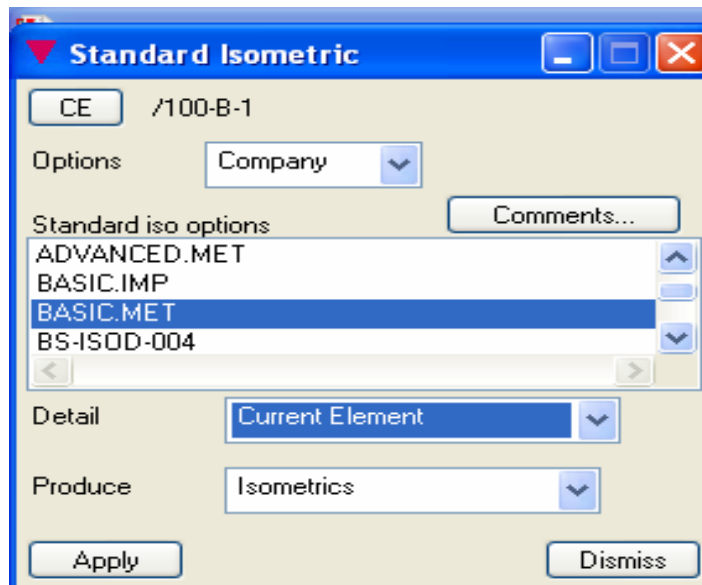 Standard Isometric
CE /100-B-1
Options Company
Comments...
Standard iso options
ADVANCED.MET
BASIC.IMP
BASIC.MET
BS-ISOD-004
Detail Current Element
Produce Isometrics
Apply Dismiss